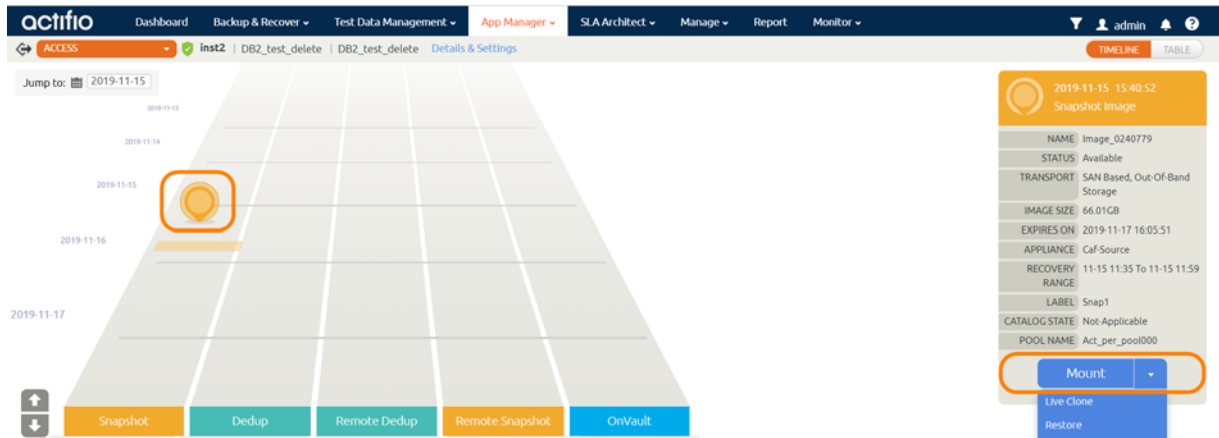 actifio
Dashboard Backup & Recover Test Data Management App Manager SLA Architect Manage Report Monitor admin
ACCESS inst2 | DB2_test_delete | DB2_test_delete Details & Settings TIMELINE TABLE
Jump to: 2019-11-15
2019-11-13
2019-11-14
2019-11-15
2019-11-16
2019-11-17
Snapshot Dedup Remote Dedup Remote Snapshot OnVault
2019-11-15 15:40:52
Snapshot Image
NAME Image_0240779
STATUS Available
TRANSPORT SAN Based, Out-Of-Band
Storage
IMAGE SIZE 66.01GB
EXPIRES ON 2019-11-17 16:05:51
APPLIANCE Caf-Source
RECOVERY RANGE 11-15 11:35 To 11-15 11:59
LABEL Snap1
CATALOG STATE Not-Applicable
POOL NAME Act_per_pool000
Mount
Live Clone
Restore